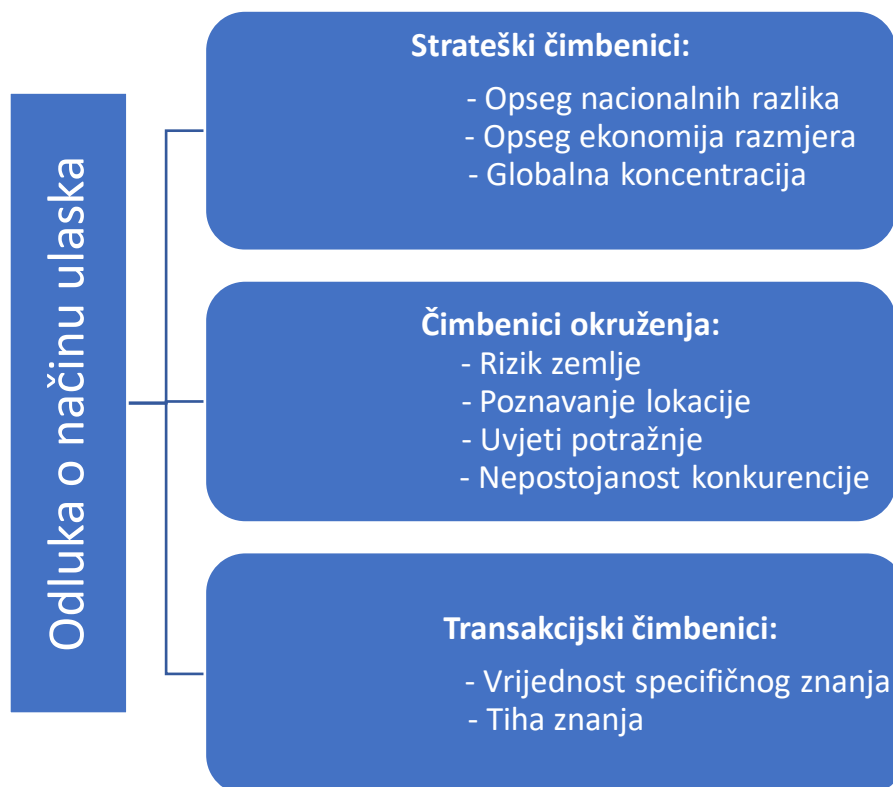 Odluka o načinu ulaska
Strateški čimbenici:
- Opseg nacionalnih razlika
- Opseg ekonomija razmjera
- Globalna koncentracija
Čimbenici okruženja:
- Rizik zemlje
- Poznavanje lokacije
- Uvjeti potražnje
- Nepostojanost konkurencije
Transakcijski čimbenici:
- Vrijednost specifičnog znanja
- Tiha znanja